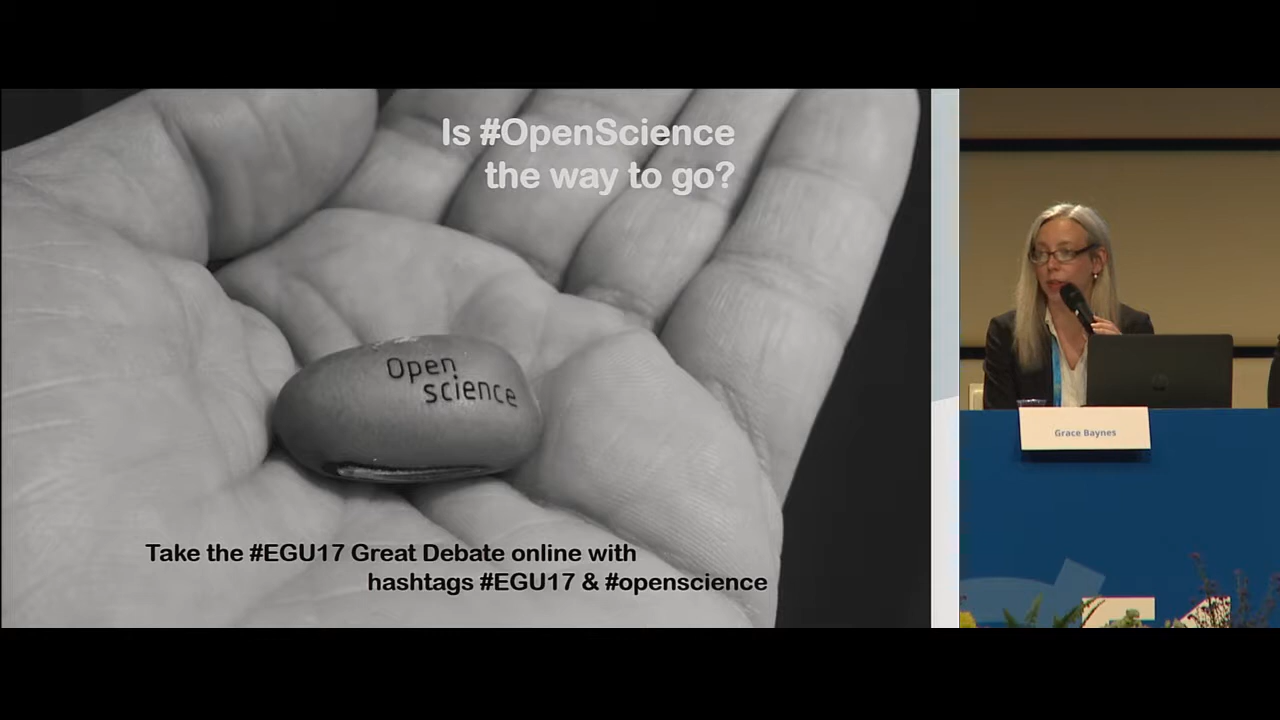 Is #OpenScience
the way to go?
Open
science
Take the #EGU17 Great Debate online with
hashtags #EGU17 & #openscience
Grace Baynes